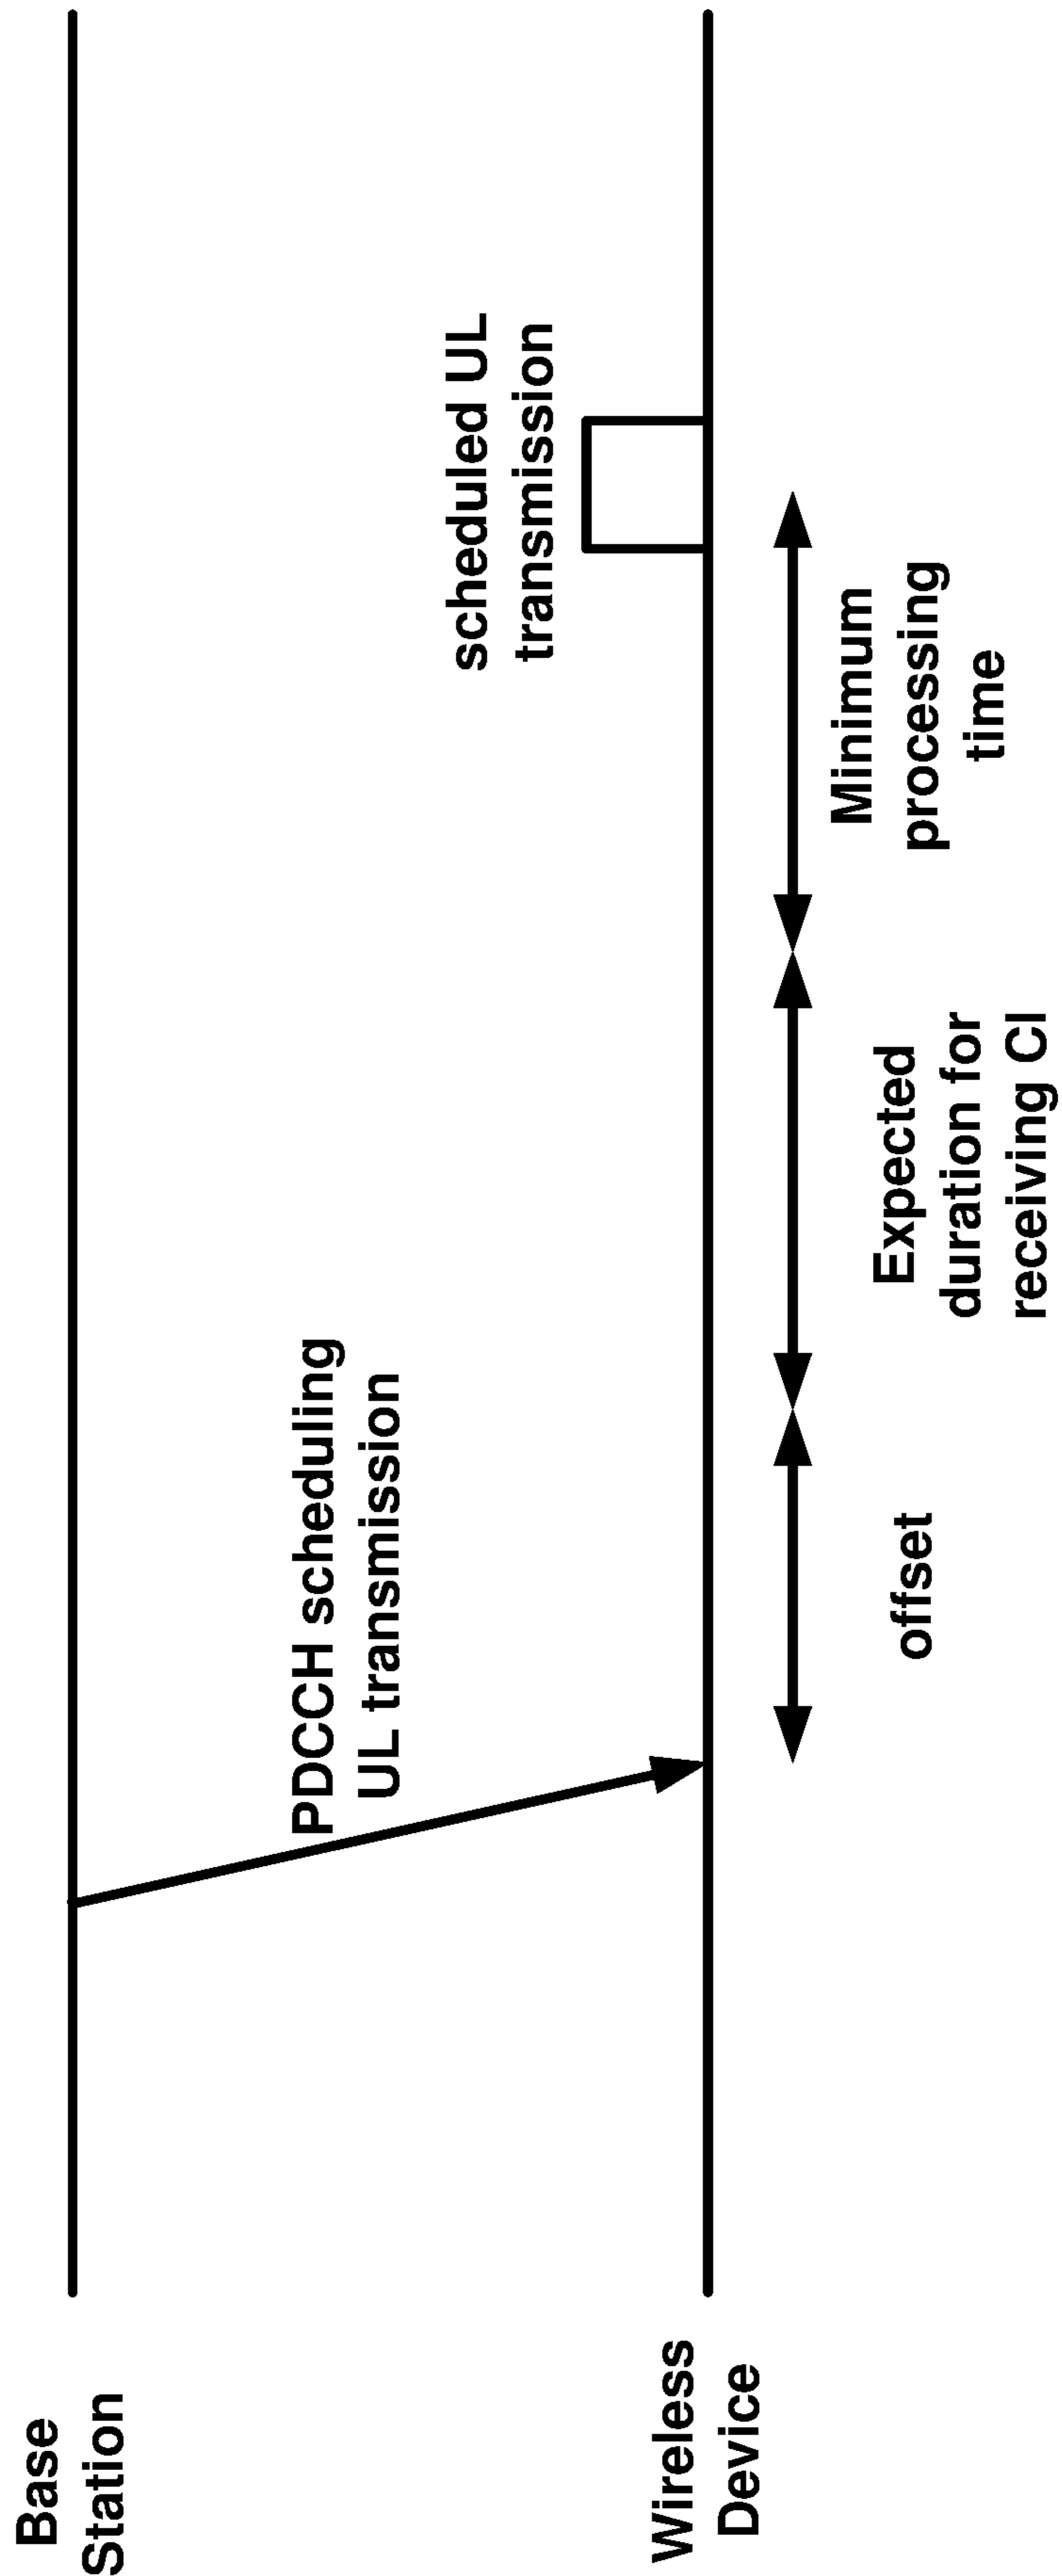 Base
Station
PDCCH scheduling
UL transmission
scheduled UL
transmission
Wireless
Device
offset
Expected
duration for
receiving CI
Minimum
processing
time